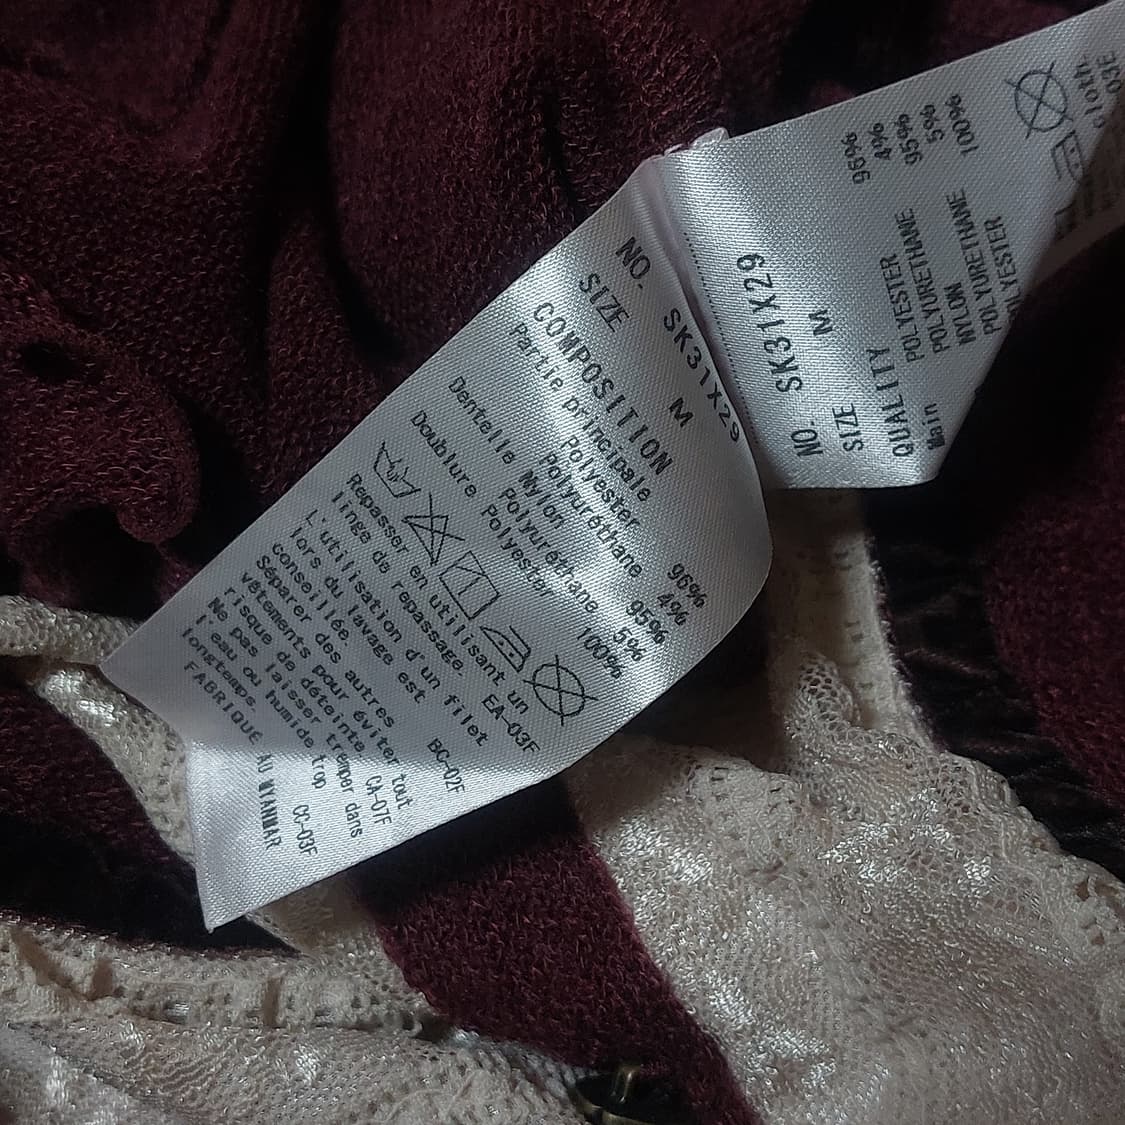 NO. SK31X29
SIZE M
COMPOSITION
Partie principale
Polyester 96%
Polyuréthane 4%
Dentelle Nylon 95%
Polyuréthane 5%
Doublure Polyester 100%
Repasser en utilisant un
linge de repassage. EA-03F
L'utilisation d'un filet
lors du lavage est
conseillée. BC-02F
Séparer des autres
vêtements pour éviter tout
risque de déteinte. CA-07F
Ne pas laisser tremper dans
l'eau ou humide trop
longtemps. CC-03F
FABRIQUE AU MYANMAR
NO. SK31X29
SIZE M
QUALITY
Main POLYESTER 96%
POLYURETHANE 4%
NYLON 95%
POLYURETHANE 5%
POLYESTER 100%
cloth.